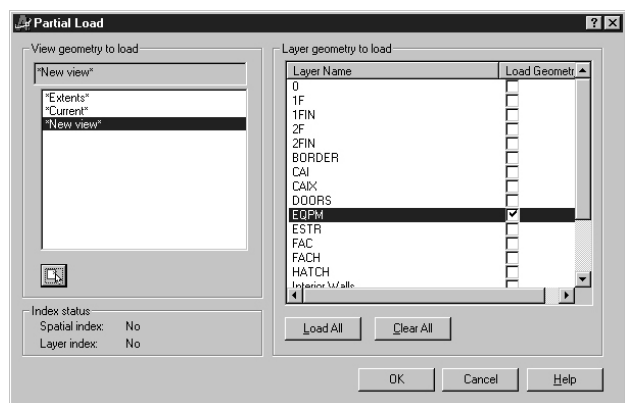 Partial Load
View geometry to load
*New view*
*Extents*
*Current*
*New view*
Index status
Spatial index: No
Layer index: No
Layer geometry to load
Layer Name Load Geometr
0
1F
1FIN
2F
2FIN
BORDER
CAI
CAIX
DOORS
EQPM
ESTR
FAC
FACH
HATCH
Interior Walls
Load All Clear All
OK Cancel Help